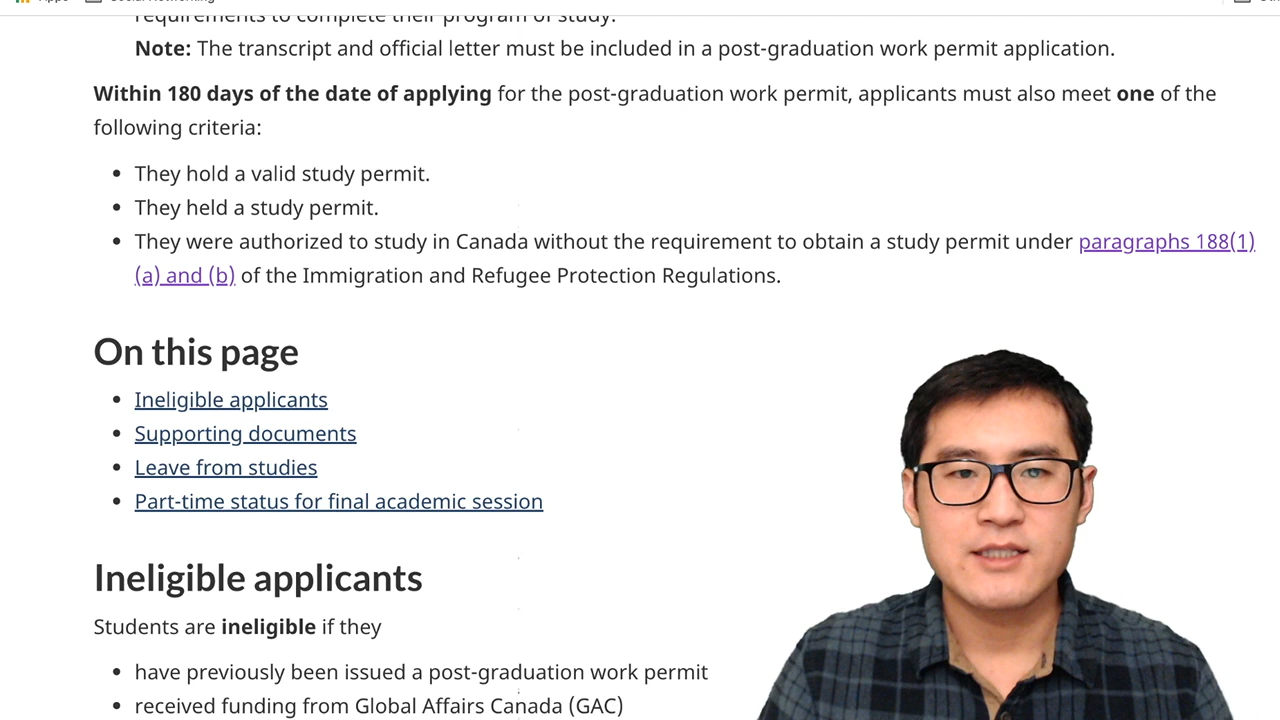 requirements to complete their program of study.
Note: The transcript and official letter must be included in a post-graduation work permit application.
Within 180 days of the date of applying for the post-graduation work permit, applicants must also meet one of the
following criteria:
• They hold a valid study permit.
• They held a study permit.
• They were authorized to study in Canada without the requirement to obtain a study permit under paragraphs 188(1)
(a) and (b) of the Immigration and Refugee Protection Regulations.
On this page
• Ineligible applicants
• Supporting documents
• Leave from studies
• Part-time status for final academic session
Ineligible applicants
Students are ineligible if they
• have previously been issued a post-graduation work permit
• received funding from Global Affairs Canada (GAC)